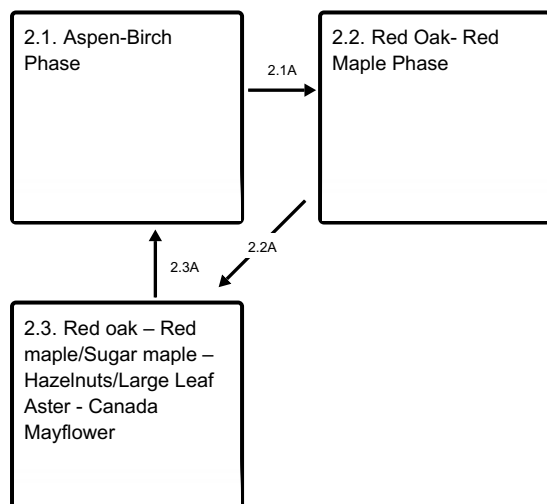 2.1. Aspen-Birch
Phase
2.1A
2.2. Red Oak- Red
Maple Phase
2.2A
2.3A
2.3. Red oak – Red
maple/Sugar maple –
Hazelnuts/Large Leaf
Aster - Canada
Mayflower